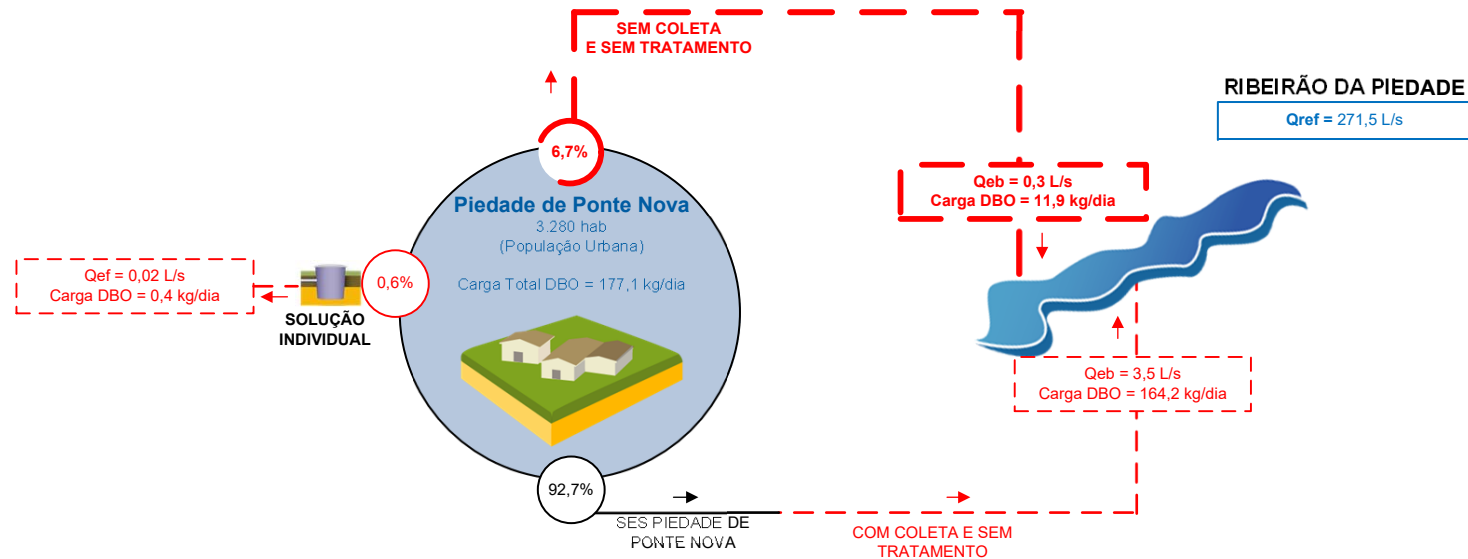 SEM COLETA
E SEM TRATAMENTO
RIBEIRÃO DA PIEDADE
Qref = 271,5 L/s
6,7%
Qeb = 0,3 L/s
Carga DBO = 11,9 kg/dia
Piedade de Ponte Nova
3.280 hab
(População Urbana)
Carga Total DBO = 177,1 kg/dia
Qef = 0,02 L/s
Carga DBO = 0,4 kg/dia
0,6%
SOLUÇÃO
INDIVIDUAL
Qeb = 3,5 L/s
Carga DBO = 164,2 kg/dia
92,7%
SES PIEDADE DE
PONTE NOVA
COM COLETA E SEM
TRATAMENTO